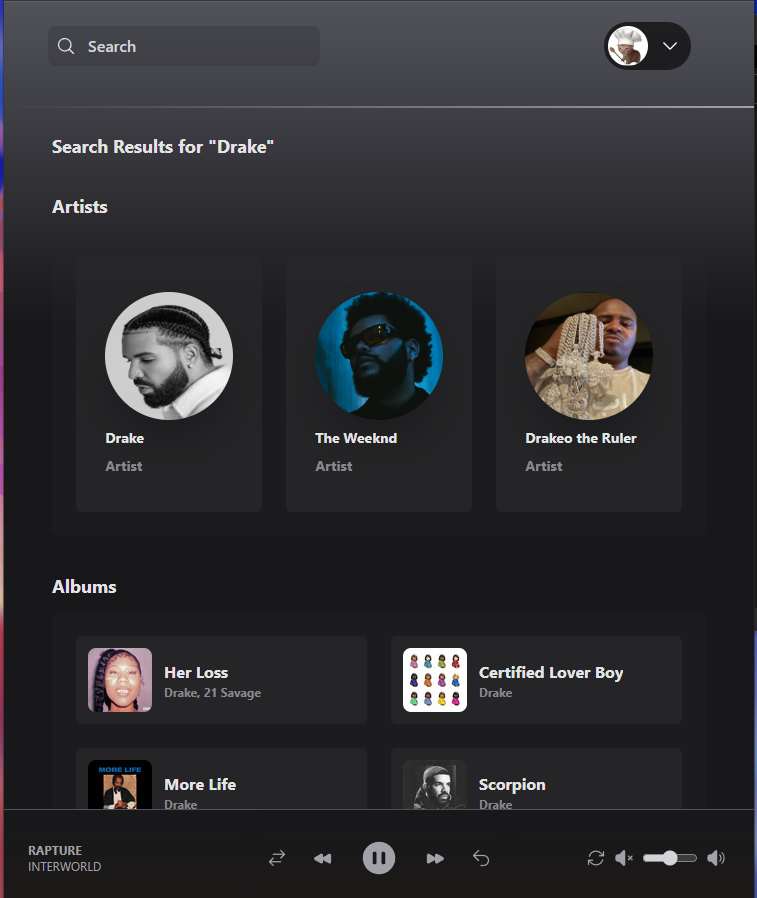 Search
Search Results for "Drake"
Artists
Drake
Artist
The Weeknd
Artist
Drakeo the Ruler
Artist
Albums
Her Loss
Drake, 21 Savage
Certified Lover Boy
Drake
MORE LIFE
More Life
Drake
Scorpion
Drake
RAPTURE
INTERWORLD